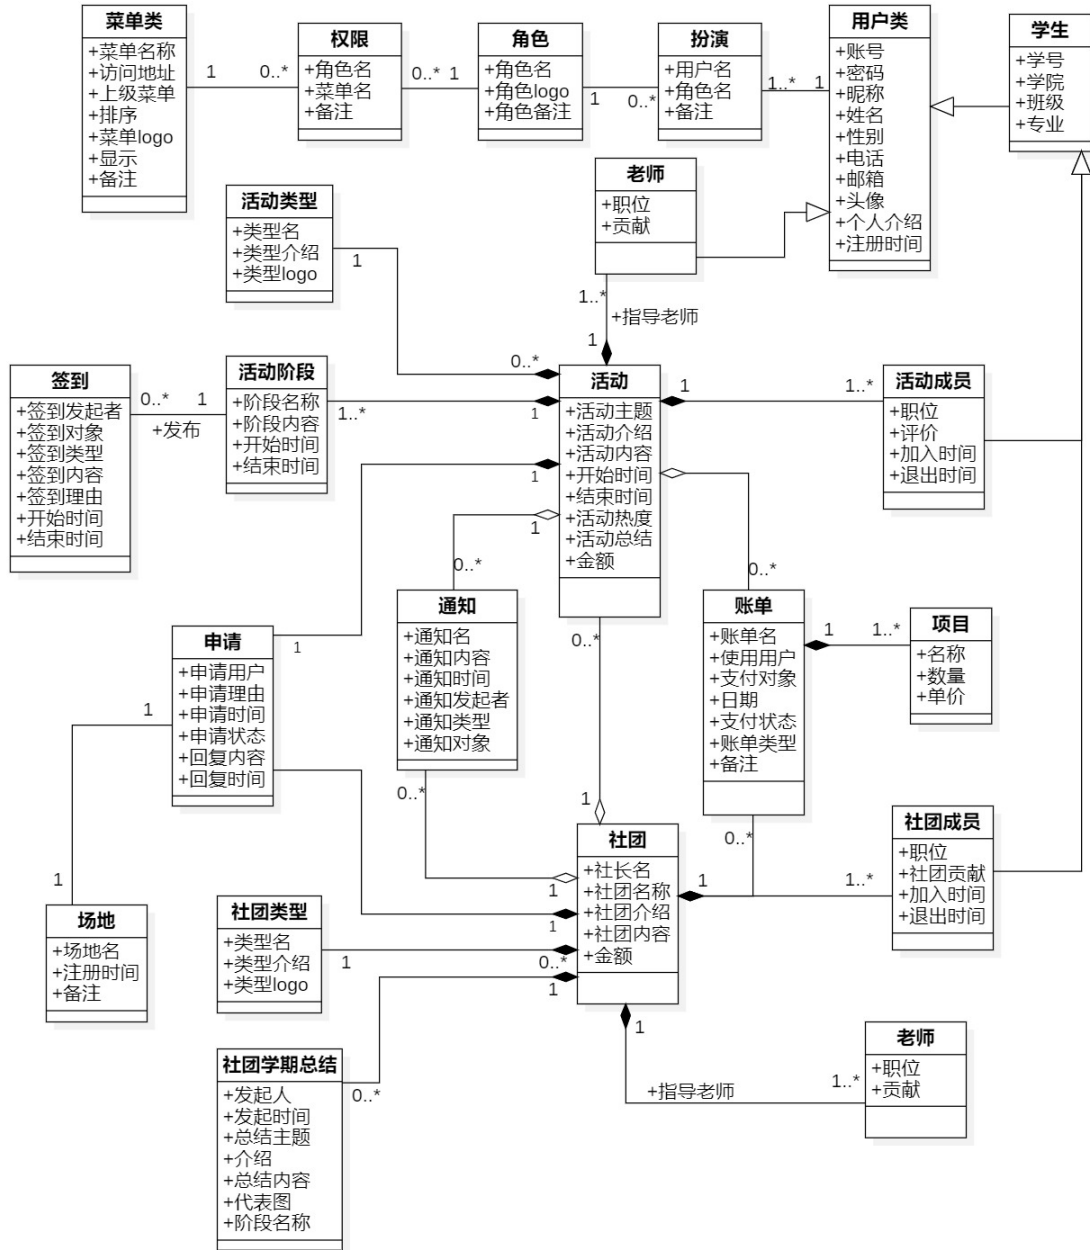 菜单类
+菜单名称
+访问地址
+上级菜单
+排序
+菜单logo
+显示
+备注
1
0..*
权限
+角色名
+菜单名
+备注
0..*
1
角色
+角色名
+角色logo
+角色备注
1
0..*
扮演
+用户名
+角色名
+备注
1..*
1
用户类
+账号
+密码
+昵称
+姓名
+性别
+电话
+邮箱
+头像
+个人介绍
+注册时间
学生
+学号
+学院
+班级
+专业
老师
+职位
+贡献
1..*
+指导老师
1
活动类型
+类型名
+类型介绍
+类型logo
1
0..*
签到
+签到发起者
+签到对象
+签到类型
+签到内容
+签到理由
+开始时间
+结束时间
0..*
1
+发布
活动阶段
+阶段名称
+阶段内容
+开始时间
+结束时间
1..*
1
活动
+活动主题
+活动介绍
+活动内容
+开始时间
+结束时间
+活动热度
+活动总结
+金额
1
1..*
活动成员
+职位
+评价
+加入时间
+退出时间
1
1
0..*
0..*
通知
+通知名
+通知内容
+通知时间
+通知发起者
+通知类型
+通知对象
0..*
账单
+账单名
+使用用户
+支付对象
+日期
+支付状态
+账单类型
+备注
0..*
1
1..*
项目
+名称
+数量
+单价
申请
+申请用户
+申请理由
+申请时间
+申请状态
+回复内容
+回复时间
1
1
1
场地
+场地名
+注册时间
+备注
0..*
1
社团
+社长名
+社团名称
+社团介绍
+社团内容
+金额
1
1..*
社团成员
+职位
+社团贡献
+加入时间
+退出时间
1
1
社团类型
+类型名
+类型介绍
+类型logo
1
0..*
1
社团学期总结
+发起人
+发起时间
+总结主题
+介绍
+总结内容
+代表图
+阶段名称
0..*
1
+指导老师
1..*
老师
+职位
+贡献